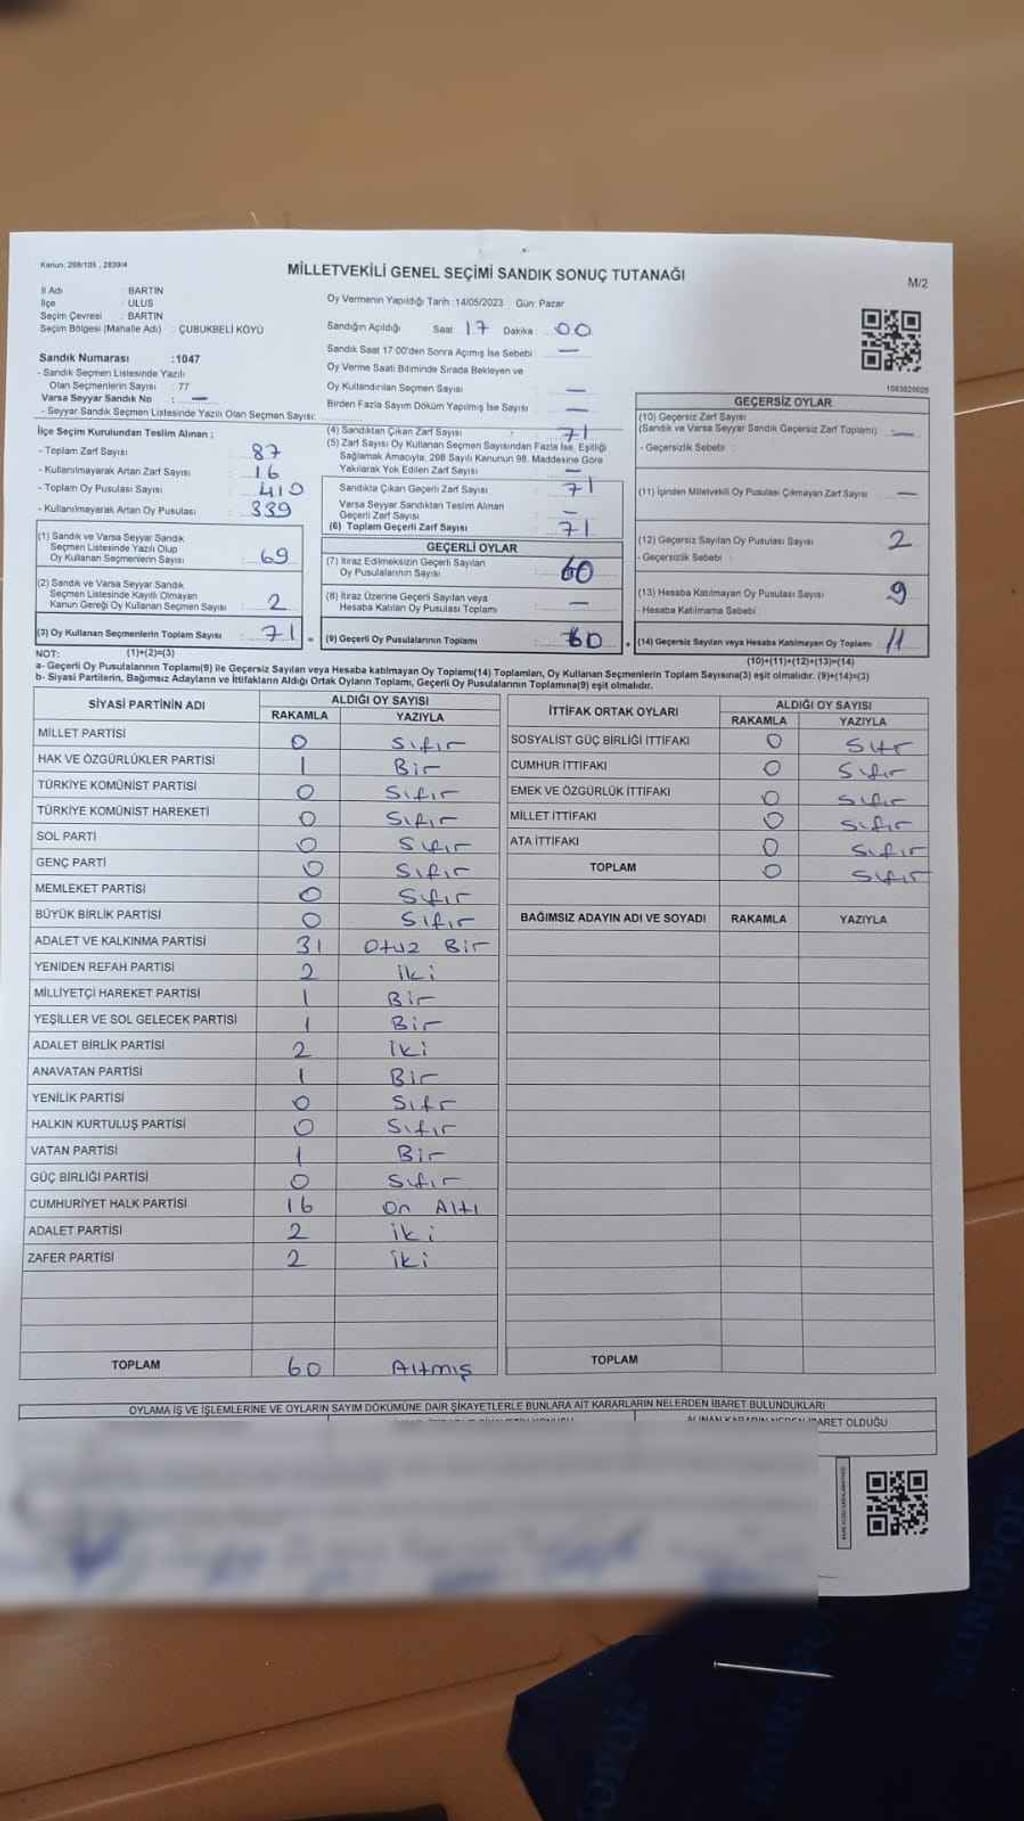 Kanun: 298/105 , 2839/4
MİLLETVEKİLİ GENEL SEÇİMİ SANDIK SONUÇ TUTANAĞI
M/2
İl Adı : BARTIN
İlçe : ULUS
Seçim Çevresi : BARTIN
Seçim Bölgesi (Mahalle Adı) : ÇUBUKBELİ KÖYÜ
Sandık Numarası :1047
- Sandık Seçmen Listesinde Yazılı
Olan Seçmenlerin Sayısı : 77
Varsa Seyyar Sandık No : —
- Seyyar Sandık Seçmen Listesinde Yazılı Olan Seçmen Sayısı:
Oy Vermenin Yapıldığı Tarih :14/05/2023 Gün: Pazar
Sandığın Açıldığı Saat 17 Dakika 00
Sandık Saat 17:00'den Sonra Açılmış İse Sebebi —
Oy Verme Saati Bitiminde Sırada Bekleyen ve
Oy Kullandırılan Seçmen Sayısı —
Birden Fazla Sayım Döküm Yapılmış İse Sayısı —
1083820028
İlçe Seçim Kurulundan Teslim Alınan ;
- Toplam Zarf Sayısı : 87
- Kullanılmayarak Artan Zarf Sayısı : 16
- Toplam Oy Pusulası Sayısı : 410
- Kullanılmayarak Artan Oy Pusulası : 339
(1) Sandık ve Varsa Seyyar Sandık
Seçmen Listesinde Yazılı Olup
Oy Kullanan Seçmenlerin Sayısı : 69
(2) Sandık ve Varsa Seyyar Sandık
Seçmen Listesinde Kayıtlı Olmayan
Kanun Gereği Oy Kullanan Seçmen Sayısı : 2
(3) Oy Kullanan Seçmenlerin Toplam Sayısı : 71
(4) Sandıktan Çıkan Zarf Sayısı : 71
(5) Zarf Sayısı Oy Kullanan Seçmen Sayısından Fazla İse, Eşitliği
Sağlamak Amacıyla, 298 Sayılı Kanunun 98. Maddesine Göre
Yakılarak Yok Edilen Zarf Sayısı —
Sandıkta Çıkan Geçerli Zarf Sayısı 71
Varsa Seyyar Sandıktan Teslim Alınan
Geçerli Zarf Sayısı —
(6) Toplam Geçerli Zarf Sayısı 71
GEÇERLİ OYLAR
(7) İtiraz Edilmeksizin Geçerli Sayılan
Oy Pusulalarının Sayısı 60
(8) İtiraz Üzerine Geçerli Sayılan veya
Hesaba Katılan Oy Pusulası Toplamı —
(9) Geçerli Oy Pusulalarının Toplamı 60
GEÇERSİZ OYLAR
(10) Geçersiz Zarf Sayısı
(Sandık ve Varsa Seyyar Sandık Geçersiz Zarf Toplamı) : —
- Geçersizlik Sebebi :
(11) İçinden Milletvekili Oy Pusulası Çıkmayan Zarf Sayısı —
(12) Geçersiz Sayılan Oy Pusulası Sayısı : 2
- Geçersizlik Sebebi :
(13) Hesaba Katılmayan Oy Pusulası Sayısı : 9
- Hesaba Katılmama Sebebi
(14) Geçersiz Sayılan veya Hesaba Katılmayan Oy Toplamı 11
NOT: (1)+(2)=(3)
(10)+(11)+(12)+(13)=(14)
a- Geçerli Oy Pusulalarının Toplamı(9) ile Geçersiz Sayılan veya Hesaba katılmayan Oy Toplamı(14) Toplamları, Oy Kullanan Seçmenlerin Toplam Sayısına(3) eşit olmalıdır. (9)+(14)=(3)
b- Siyasi Partilerin, Bağımsız Adayların ve İttifakların Aldığı Ortak Oyların Toplamı, Geçerli Oy Pusulalarının Toplamına(9) eşit olmalıdır.
SİYASİ PARTİNİN ADI ALDIĞI OY SAYISI
RAKAMLA YAZIYLA
MİLLET PARTİSİ 0 Sıfır
HAK VE ÖZGÜRLÜKLER PARTİSİ 1 Bir
TÜRKİYE KOMÜNİST PARTİSİ 0 Sıfır
TÜRKİYE KOMÜNİST HAREKETİ 0 Sıfır
SOL PARTİ 0 Sıfır
GENÇ PARTİ 0 Sıfır
MEMLEKET PARTİSİ 0 Sıfır
BÜYÜK BİRLİK PARTİSİ 0 Sıfır
ADALET VE KALKINMA PARTİSİ 31 Otuz Bir
YENİDEN REFAH PARTİSİ 2 İki
MİLLİYETÇİ HAREKET PARTİSİ 1 Bir
YEŞİLLER VE SOL GELECEK PARTİSİ 1 Bir
ADALET BİRLİK PARTİSİ 2 İki
ANAVATAN PARTİSİ 1 Bir
YENİLİK PARTİSİ 0 Sıfr
HALKIN KURTULUŞ PARTİSİ 0 Sıfır
VATAN PARTİSİ 1 Bir
GÜÇ BİRLİĞİ PARTİSİ 0 Sıfır
CUMHURİYET HALK PARTİSİ 16 On Altı
ADALET PARTİSİ 2 İki
ZAFER PARTİSİ 2 İki
TOPLAM 60 Altmış
İTTİFAK ORTAK OYLARI ALDIĞI OY SAYISI
RAKAMLA YAZIYLA
SOSYALİST GÜÇ BİRLİĞİ İTTİFAKI 0 Sıfr
CUMHUR İTTİFAKI 0 Sıfır
EMEK VE ÖZGÜRLÜK İTTİFAKI 0 Sıfır
MİLLET İTTİFAKI 0 Sıfır
ATA İTTİFAKI 0 Sıfır
TOPLAM 0 Sıfır
BAĞIMSIZ ADAYIN ADI VE SOYADI RAKAMLA YAZIYLA
TOPLAM
OYLAMA İŞ VE İŞLEMLERİNE VE OYLARIN SAYIM DÖKÜMÜNE DAİR ŞİKAYETLERLE BUNLARA AİT KARARLARIN NELERDEN İBARET BULUNDUKLARI
İBARET OLDUĞU